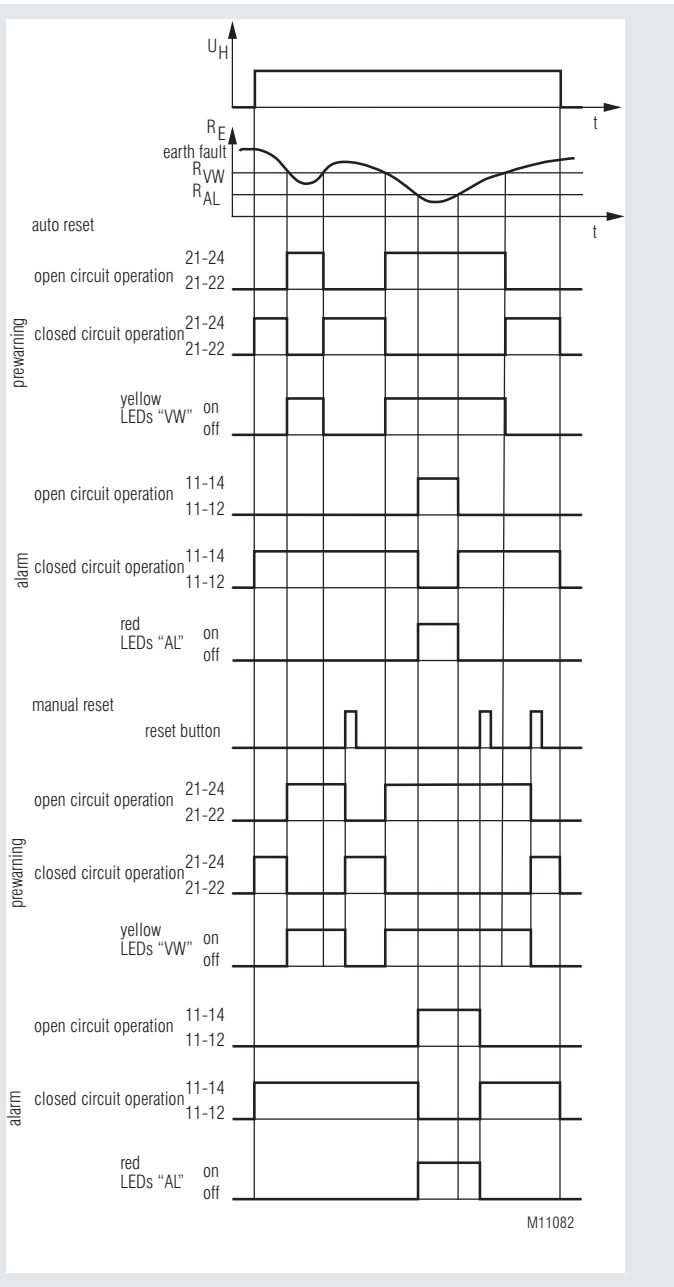 U_H
t
R_E
earth fault
R_VW
R_AL
t
auto reset
prewarning
open circuit operation 21-24
21-22
closed circuit operation 21-24
21-22
yellow
LEDs “VW” on
off
alarm
open circuit operation 11-14
11-12
closed circuit operation 11-14
11-12
red
LEDs “AL” on
off
manual reset
reset button
prewarning
open circuit operation 21-24
21-22
closed circuit operation 21-24
21-22
yellow
LEDs “VW” on
off
alarm
open circuit operation 11-14
11-12
closed circuit operation 11-14
11-12
red
LEDs “AL” on
off
M11082